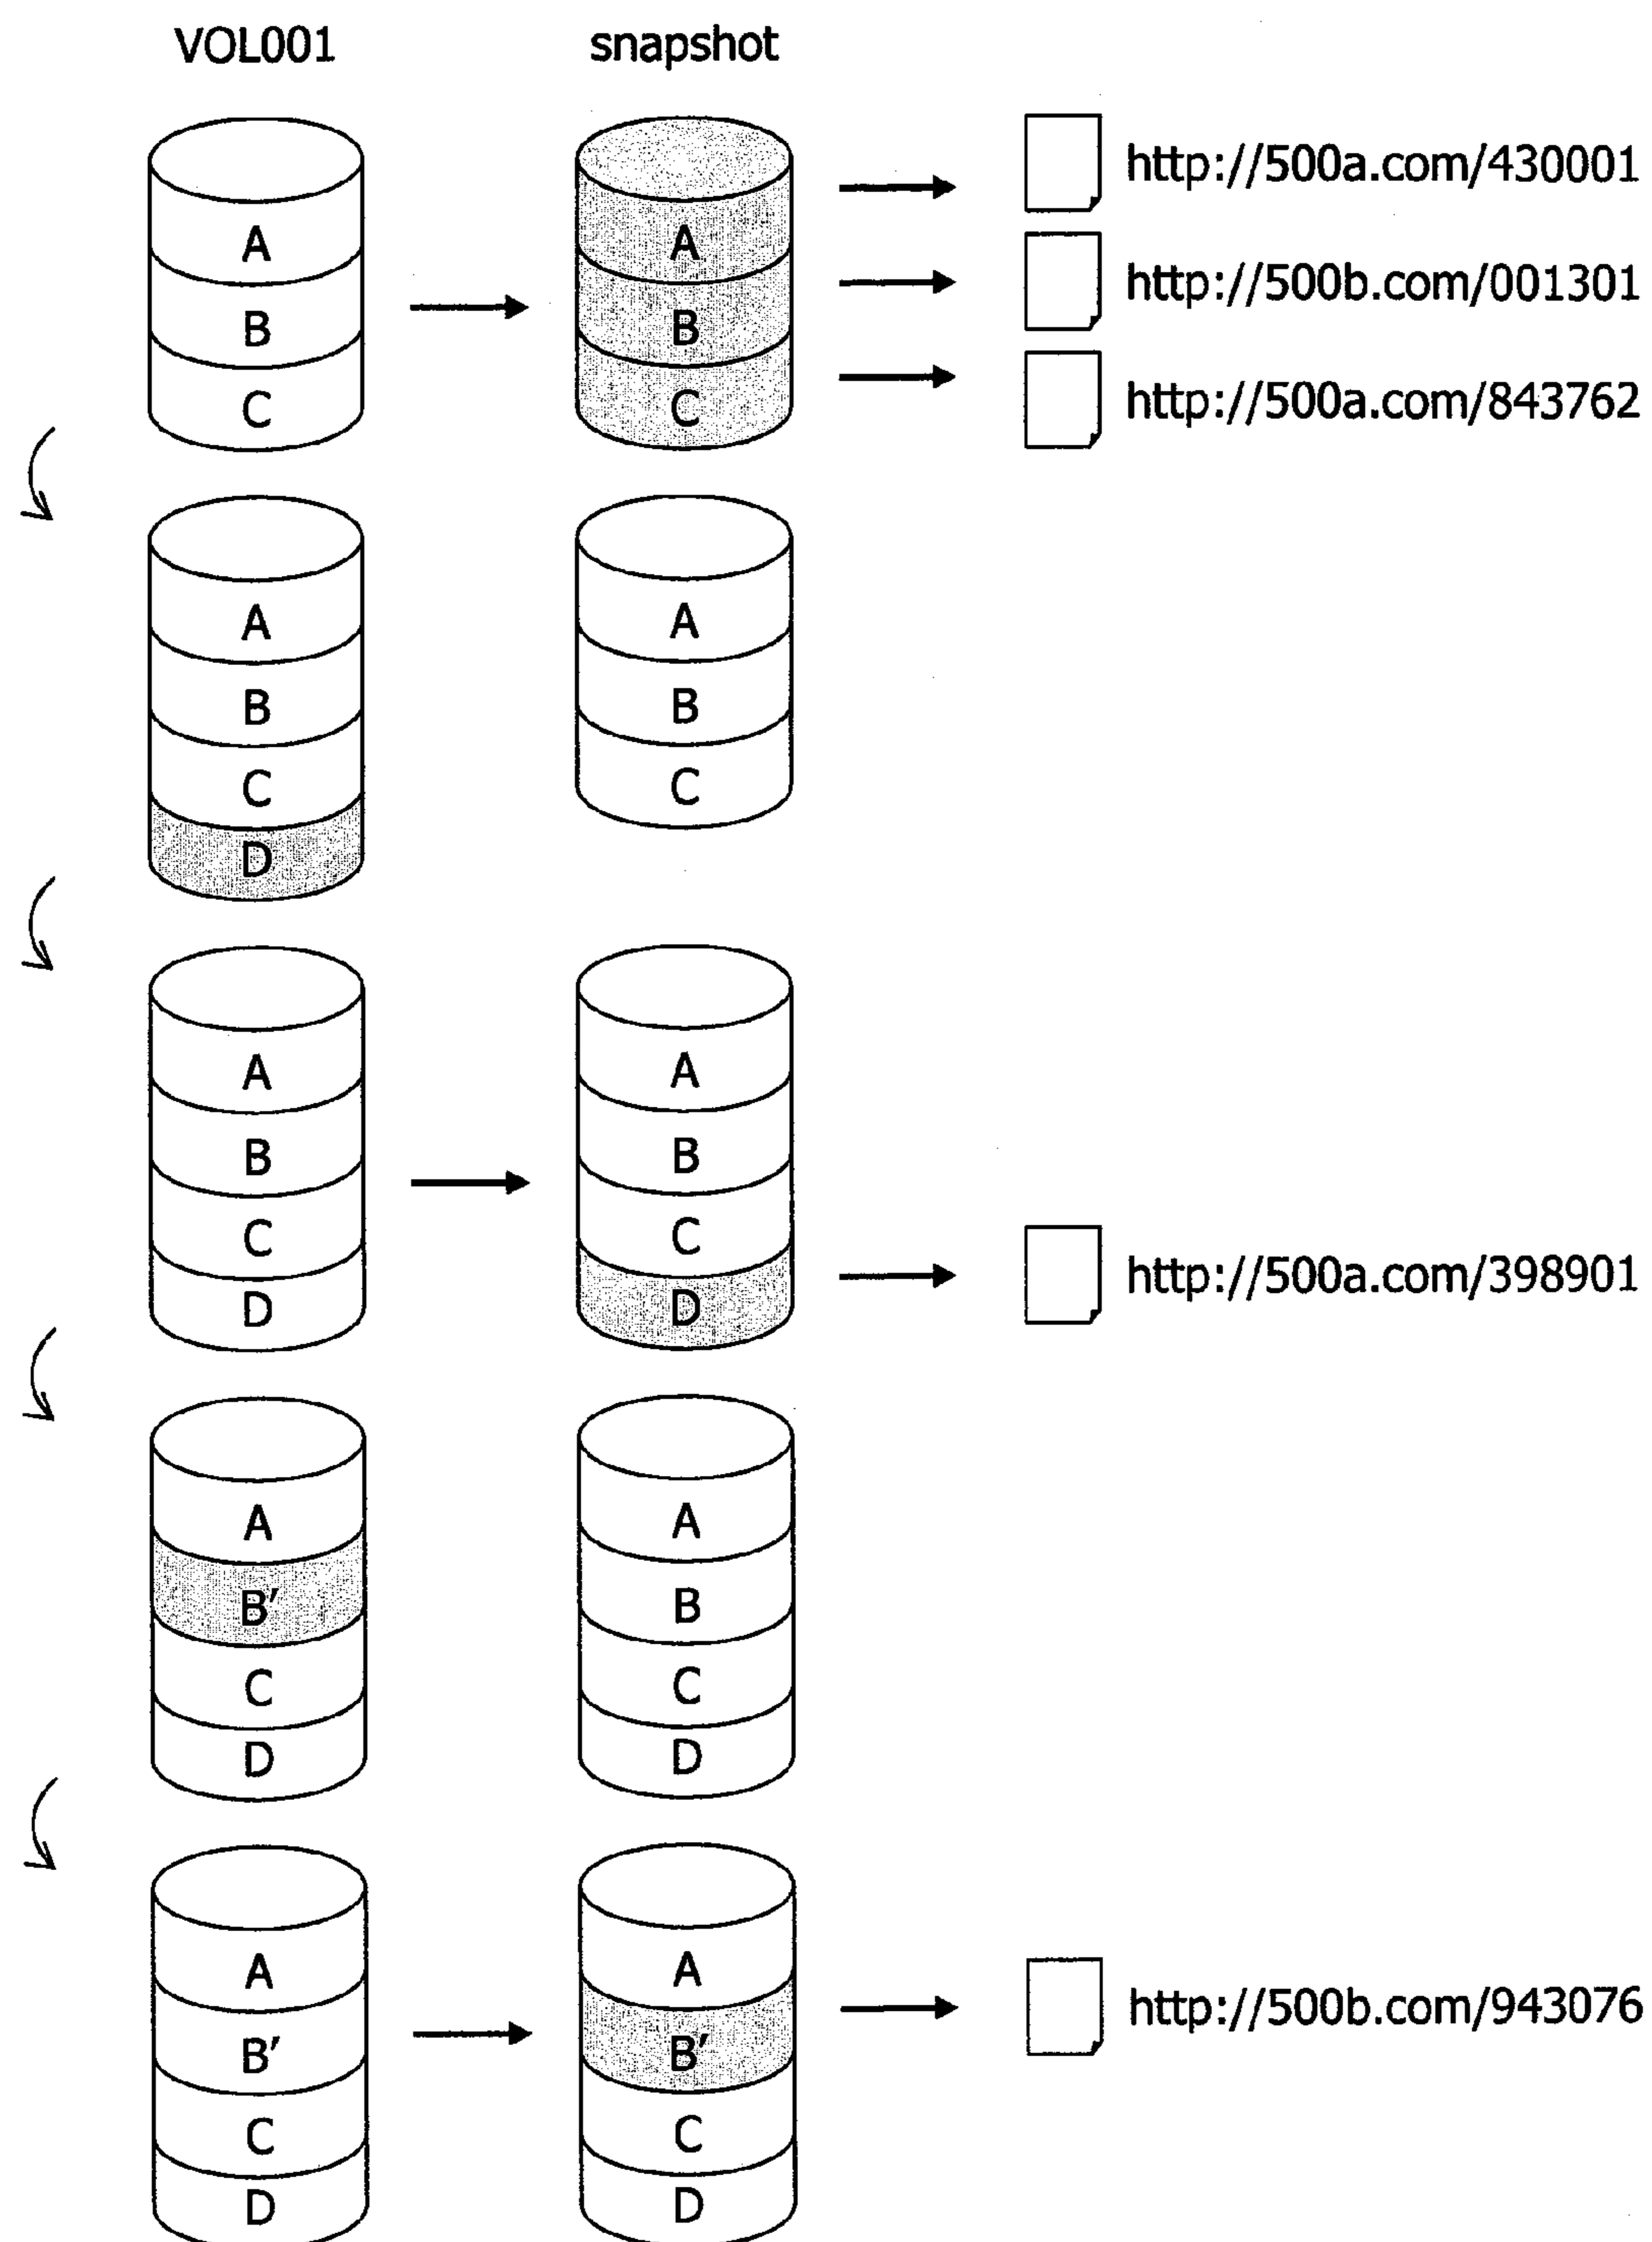 VOL001 snapshot
A A http://500a.com/430001
B B http://500b.com/001301
C C http://500a.com/843762
A A
B B
C C
D
A A
B B
C C
D D http://500a.com/398901
A A
B' B
C C
D D
A A
B' B' http://500b.com/943076
C C
D D